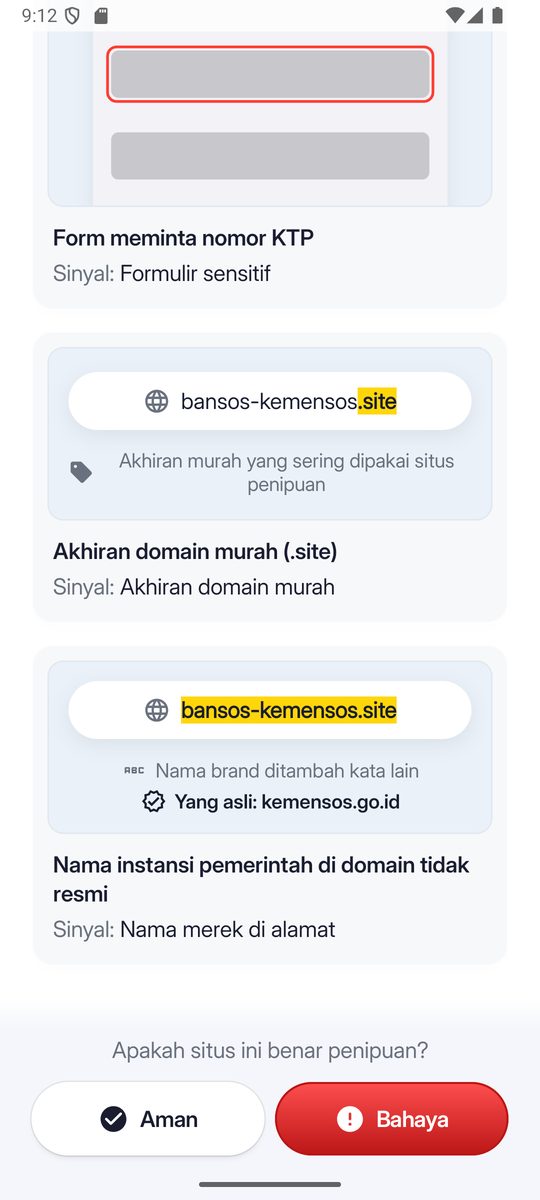 9:12
Form meminta nomor KTP
Sinyal: Formulir sensitif
bansos-kemensos.site
Akhiran murah yang sering dipakai situs
penipuan
Akhiran domain murah (.site)
Sinyal: Akhiran domain murah
bansos-kemensos.site
ABC Nama brand ditambah kata lain
Yang asli: kemensos.go.id
Nama instansi pemerintah di domain tidak
resmi
Sinyal: Nama merek di alamat
Apakah situs ini benar penipuan?
Aman
Bahaya